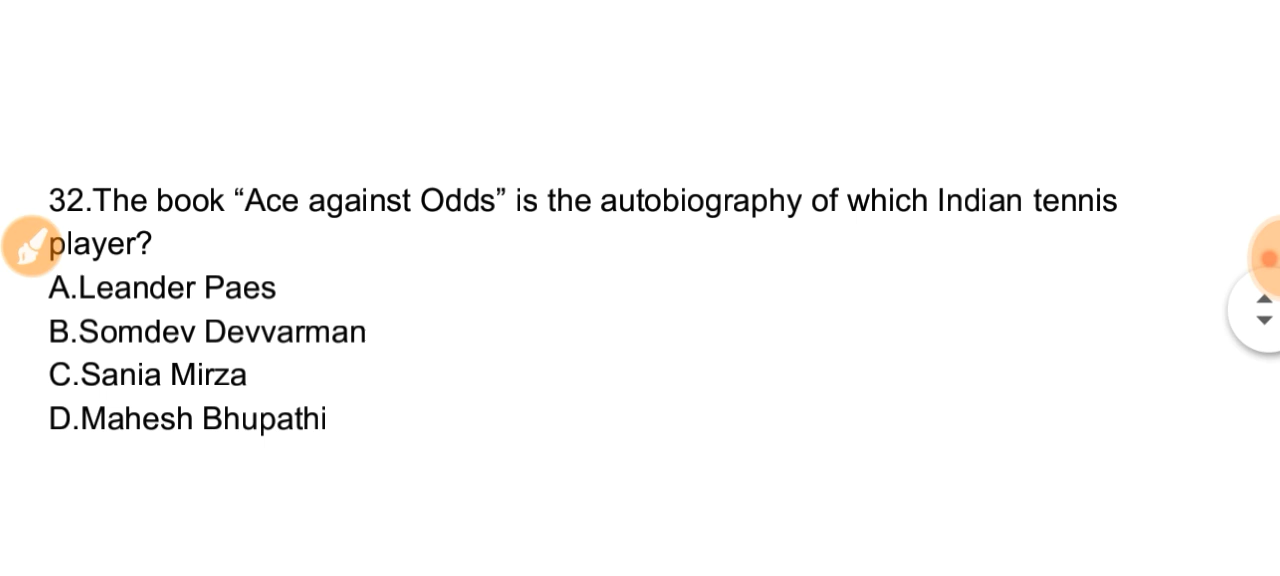 32.The book “Ace against Odds” is the autobiography of which Indian tennis
player?
A.Leander Paes
B.Somdev Devvarman
C.Sania Mirza
D.Mahesh Bhupathi